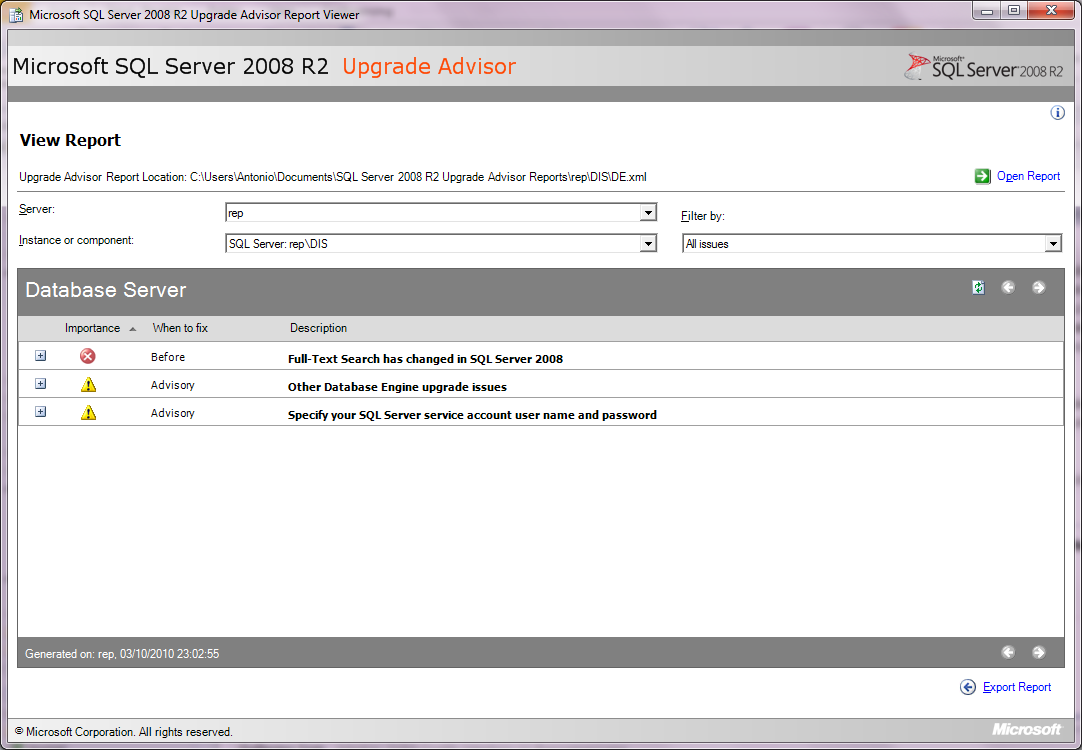 Microsoft SQL Server 2008 R2 Upgrade Advisor Report Viewer
Microsoft SQL Server 2008 R2 Upgrade Advisor
Microsoft® SQL Server 2008 R2
View Report
Upgrade Advisor Report Location: C:\Users\Antonio\Documents\SQL Server 2008 R2 Upgrade Advisor Reports\rep\DIS\DE.xml
Open Report
Server:
rep
Filter by:
Instance or component:
SQL Server: rep\DIS
All issues
Database Server
Importance When to fix Description
Before Full-Text Search has changed in SQL Server 2008
Advisory Other Database Engine upgrade issues
Advisory Specify your SQL Server service account user name and password
Generated on: rep, 03/10/2010 23:02:55
Export Report
© Microsoft Corporation. All rights reserved.
Microsoft